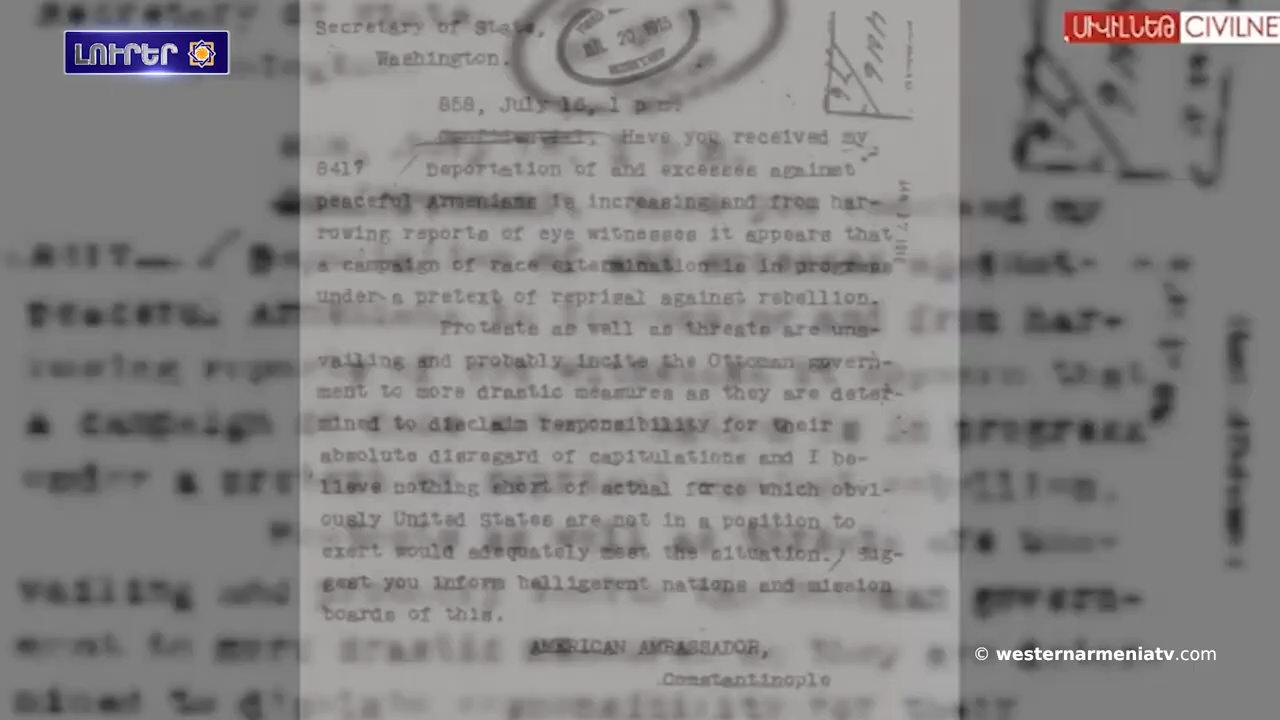 ԼՈՒՐԵՐ
ՍԻՎԻԼՆԵԹ CIVILNE
Secretary of State,
Washington.
858, July 16, 1 p m.
Confidential. Have you received my
841? Deportation of and excesses against
peaceful Armenians is increasing and from har-
rowing reports of eye witnesses it appears that
a campaign of race extermination is in progress
under a pretext of reprisal against rebellion.
Protests as well as threats are una-
vailing and probably incite the Ottoman govern-
ment to more drastic measures as they are deter-
mined to disclaim responsibility for their
absolute disregard of capitulations and I be-
lieve nothing short of actual force which obvi-
ously United States are not in a position to
exert would adequately meet the situation. Sug-
gest you inform belligerent nations and mission
boards of this.
AMERICAN AMBASSADOR,
Constantinople
© westernarmeniatv.com